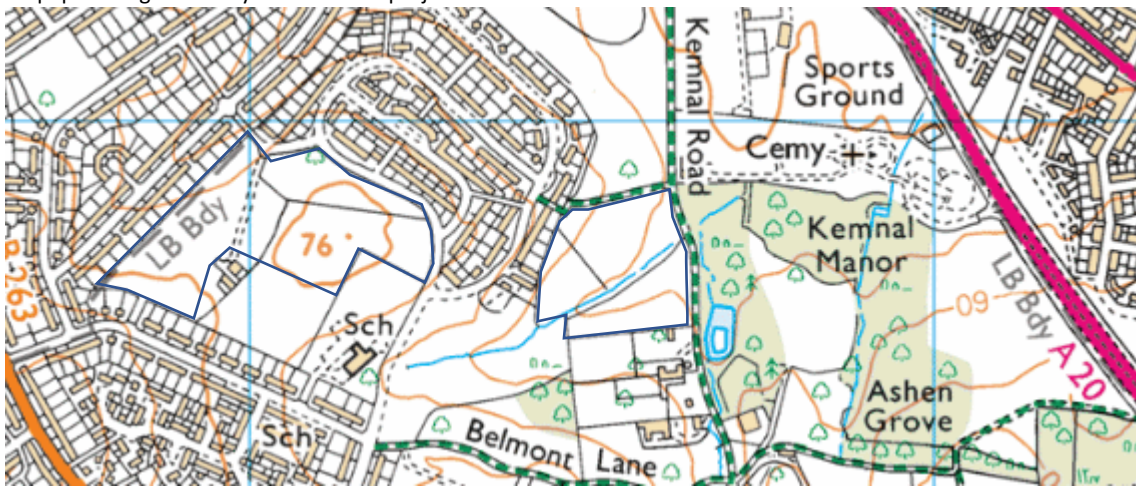 Kemnal Road
Sports
Ground
Cemy
Kemnal
Manor
LB Bdy
76
B 263
LB Bdy
60
A 20
Sch
Sch
Ashen
Grove
Belmont Lane